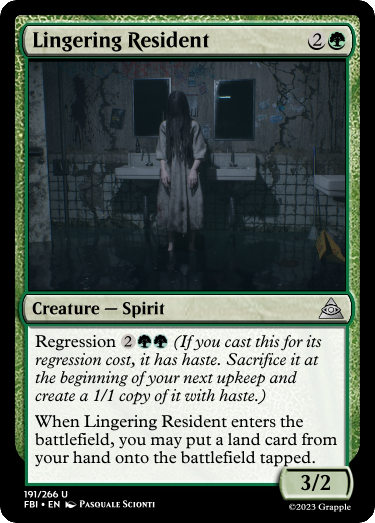 Lingering Resident 2
Creature — Spirit
Regression 2 (If you cast this for its
regression cost, it has haste. Sacrifice it at
the beginning of your next upkeep and
create a 1/1 copy of it with haste.)
When Lingering Resident enters the
battlefield, you may put a land card from
your hand onto the battlefield tapped.
3/2
191/266 U
FBI • EN Pasquale Scionti
©2023 Grapple